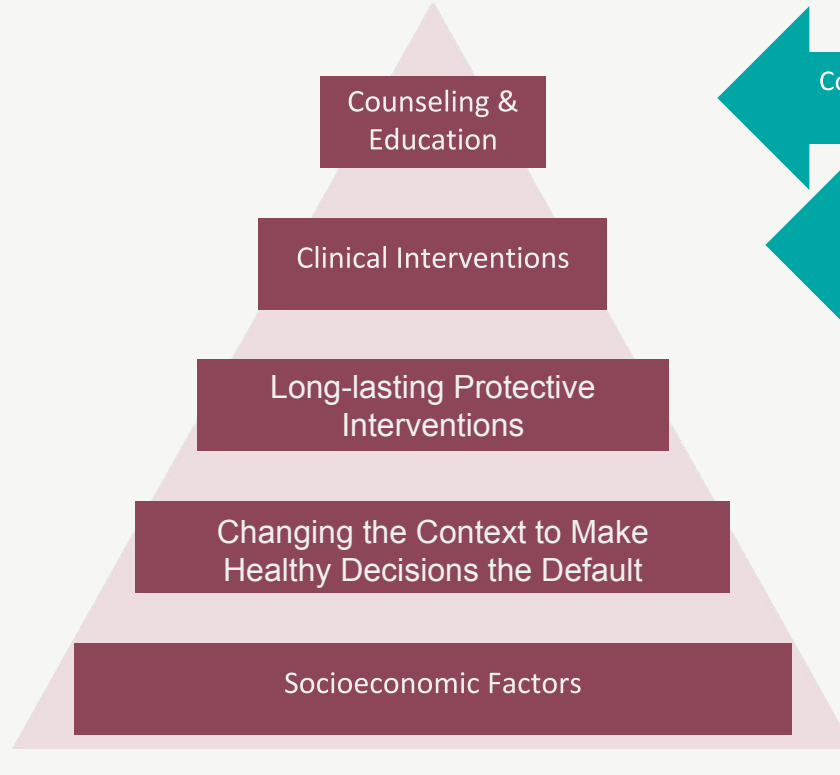 Counseling &
Education
Clinical Interventions
Long-lasting Protective
Interventions
Changing the Context to Make
Healthy Decisions the Default
Socioeconomic Factors